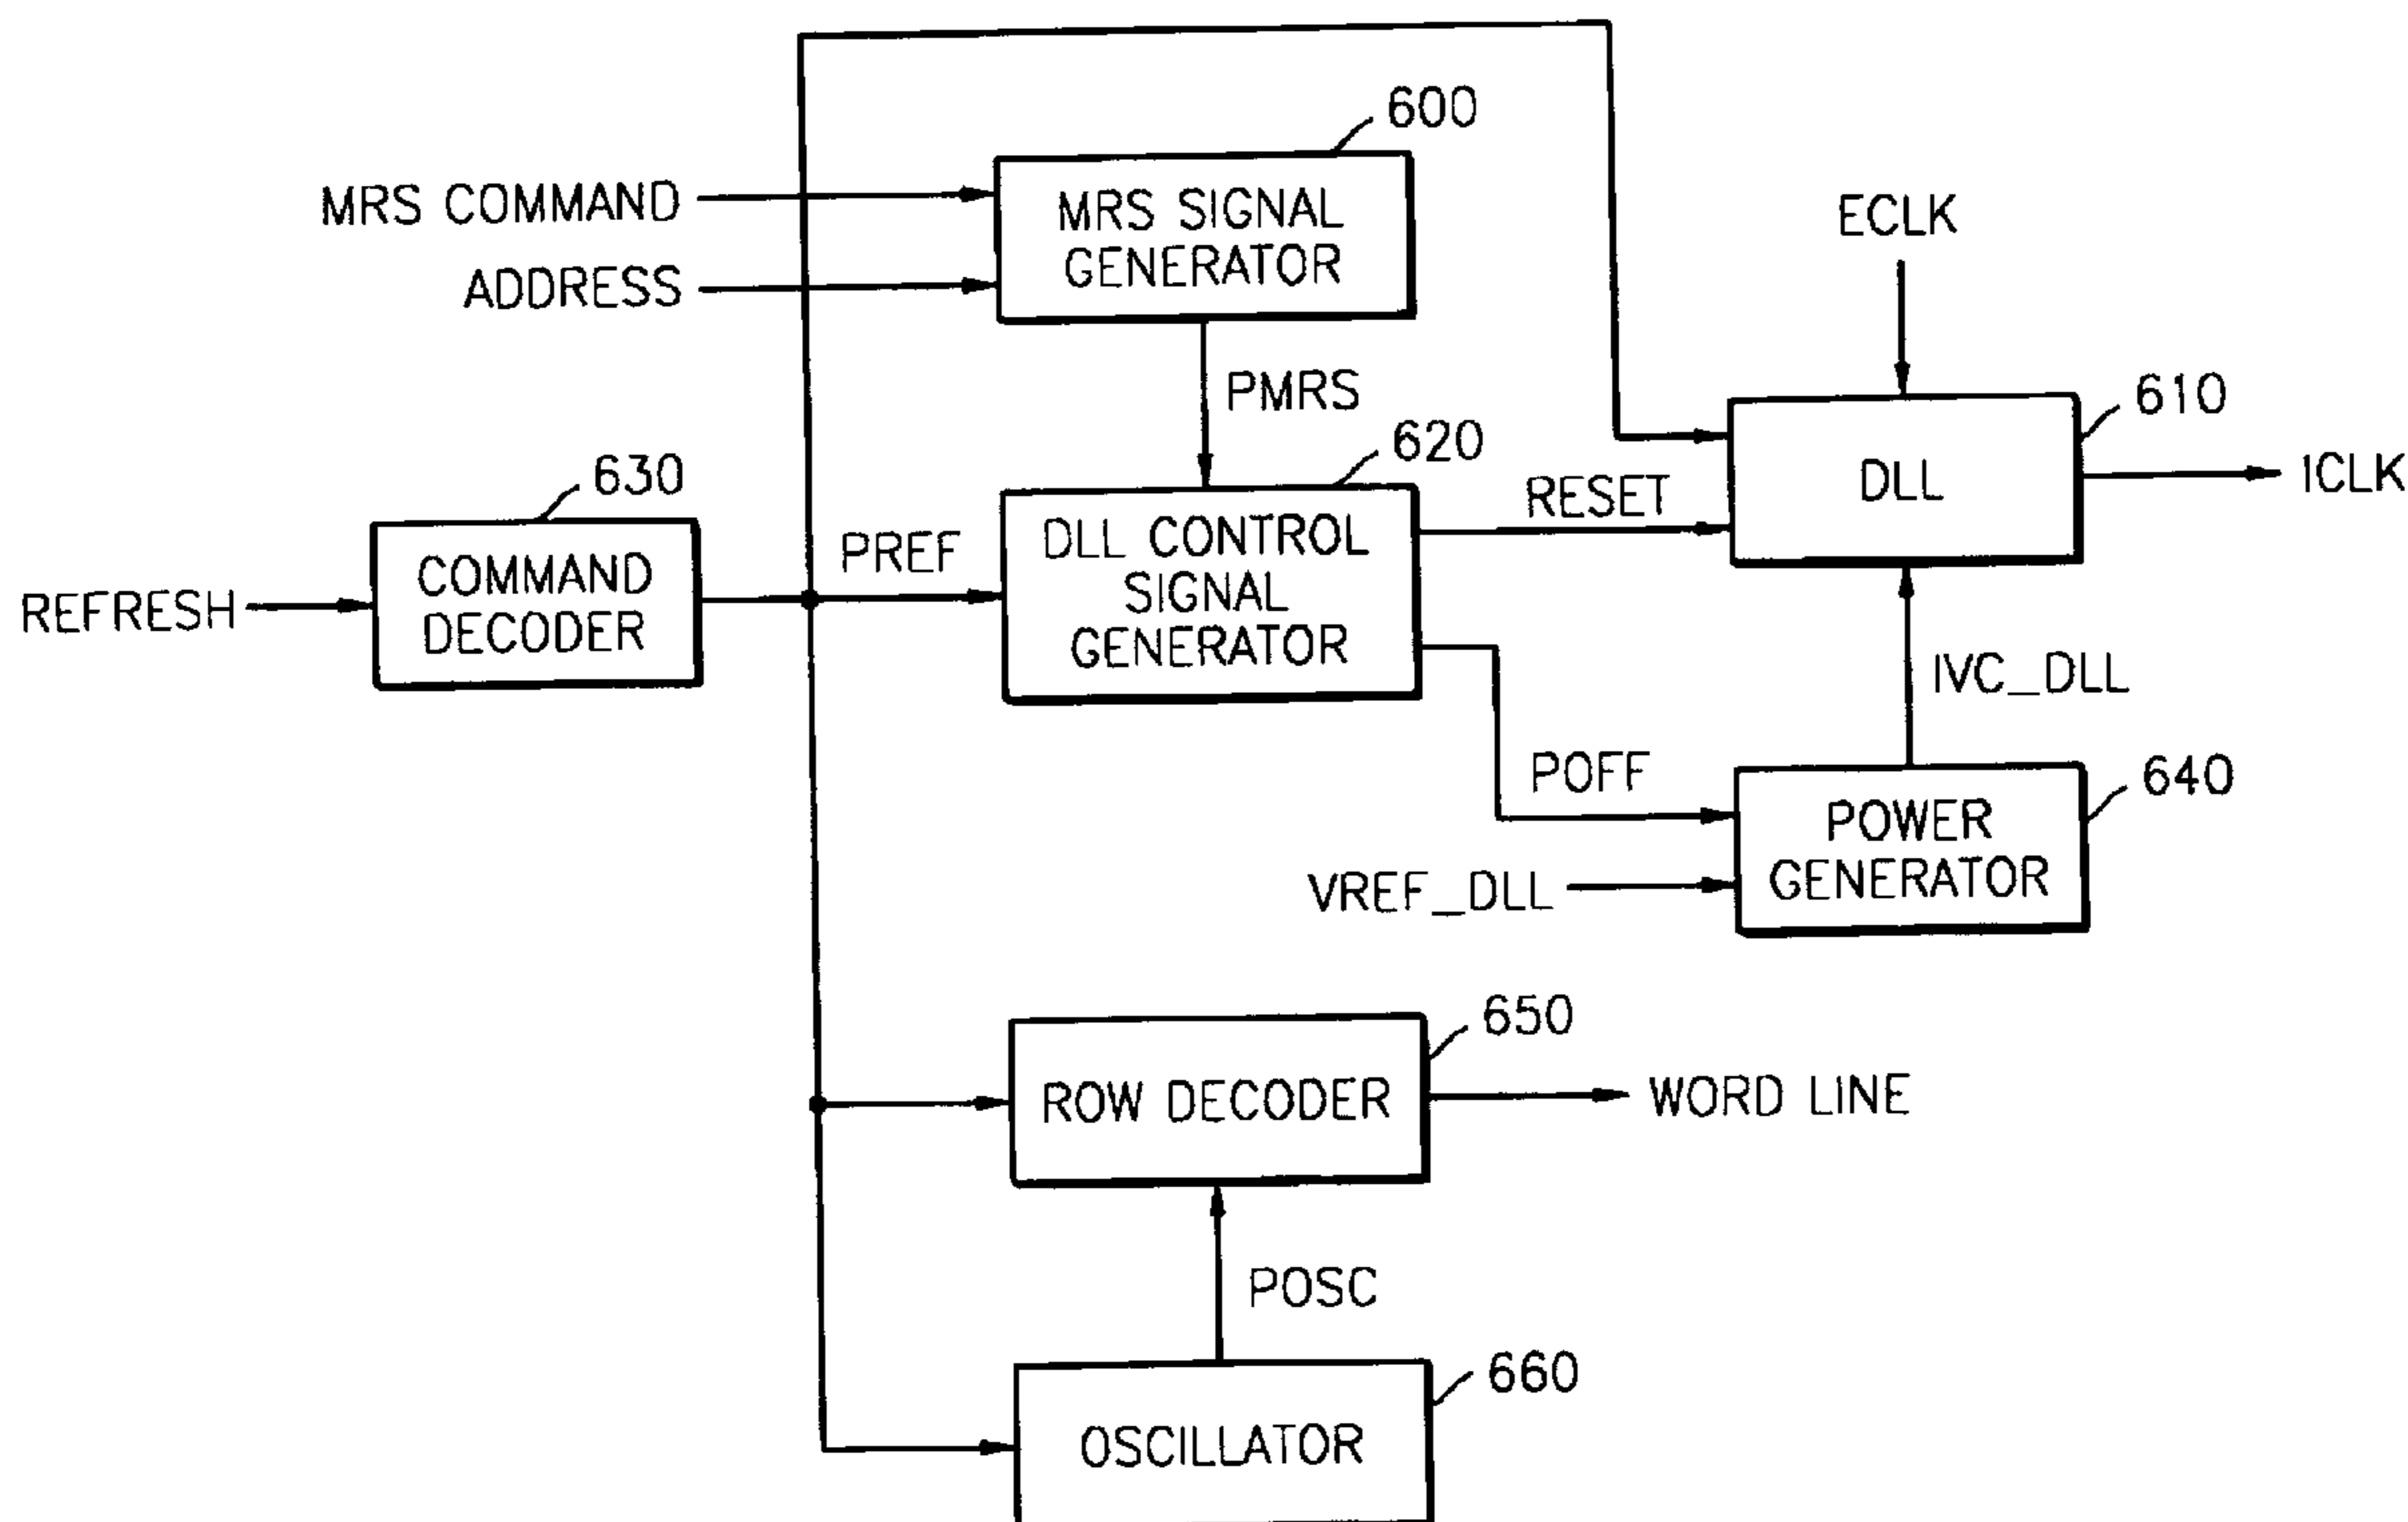 600
MRS COMMAND
ADDRESS
MRS SIGNAL
GENERATOR
ECLK
PMRS
610
DLL
ICLK
620
RESET
630
COMMAND
DECODER
REFRESH
PREF
DLL CONTROL
SIGNAL
GENERATOR
IVC_DLL
POFF
640
POWER
GENERATOR
VREF_DLL
650
ROW DECODER
WORD LINE
POSC
660
OSCILLATOR